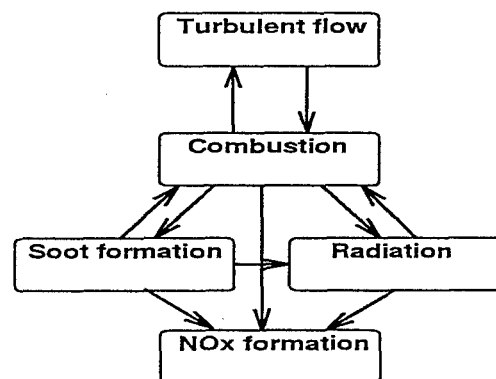 Turbulent flow
Combustion
Soot formation
Radiation
NOx formation